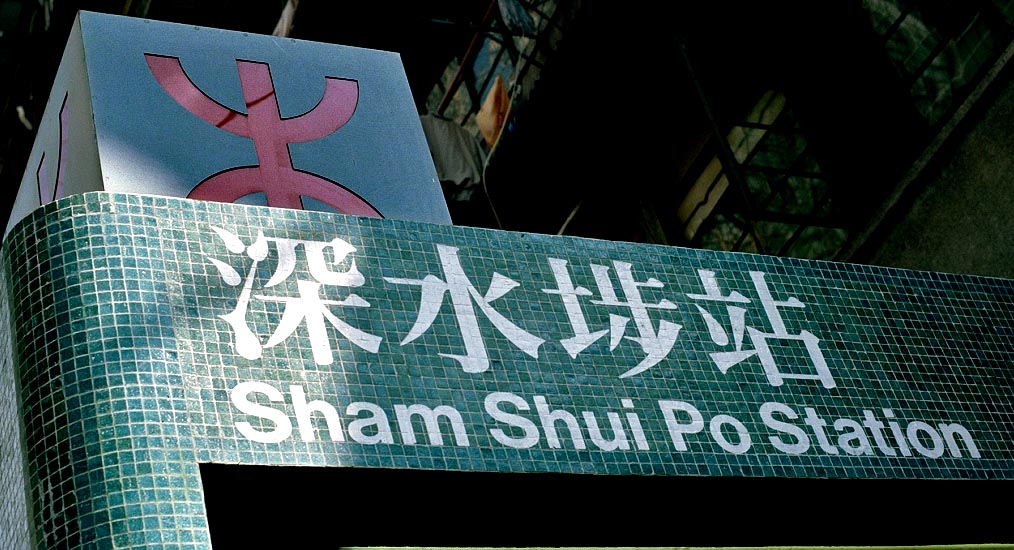 深水埗站
Sham Shui Po Station